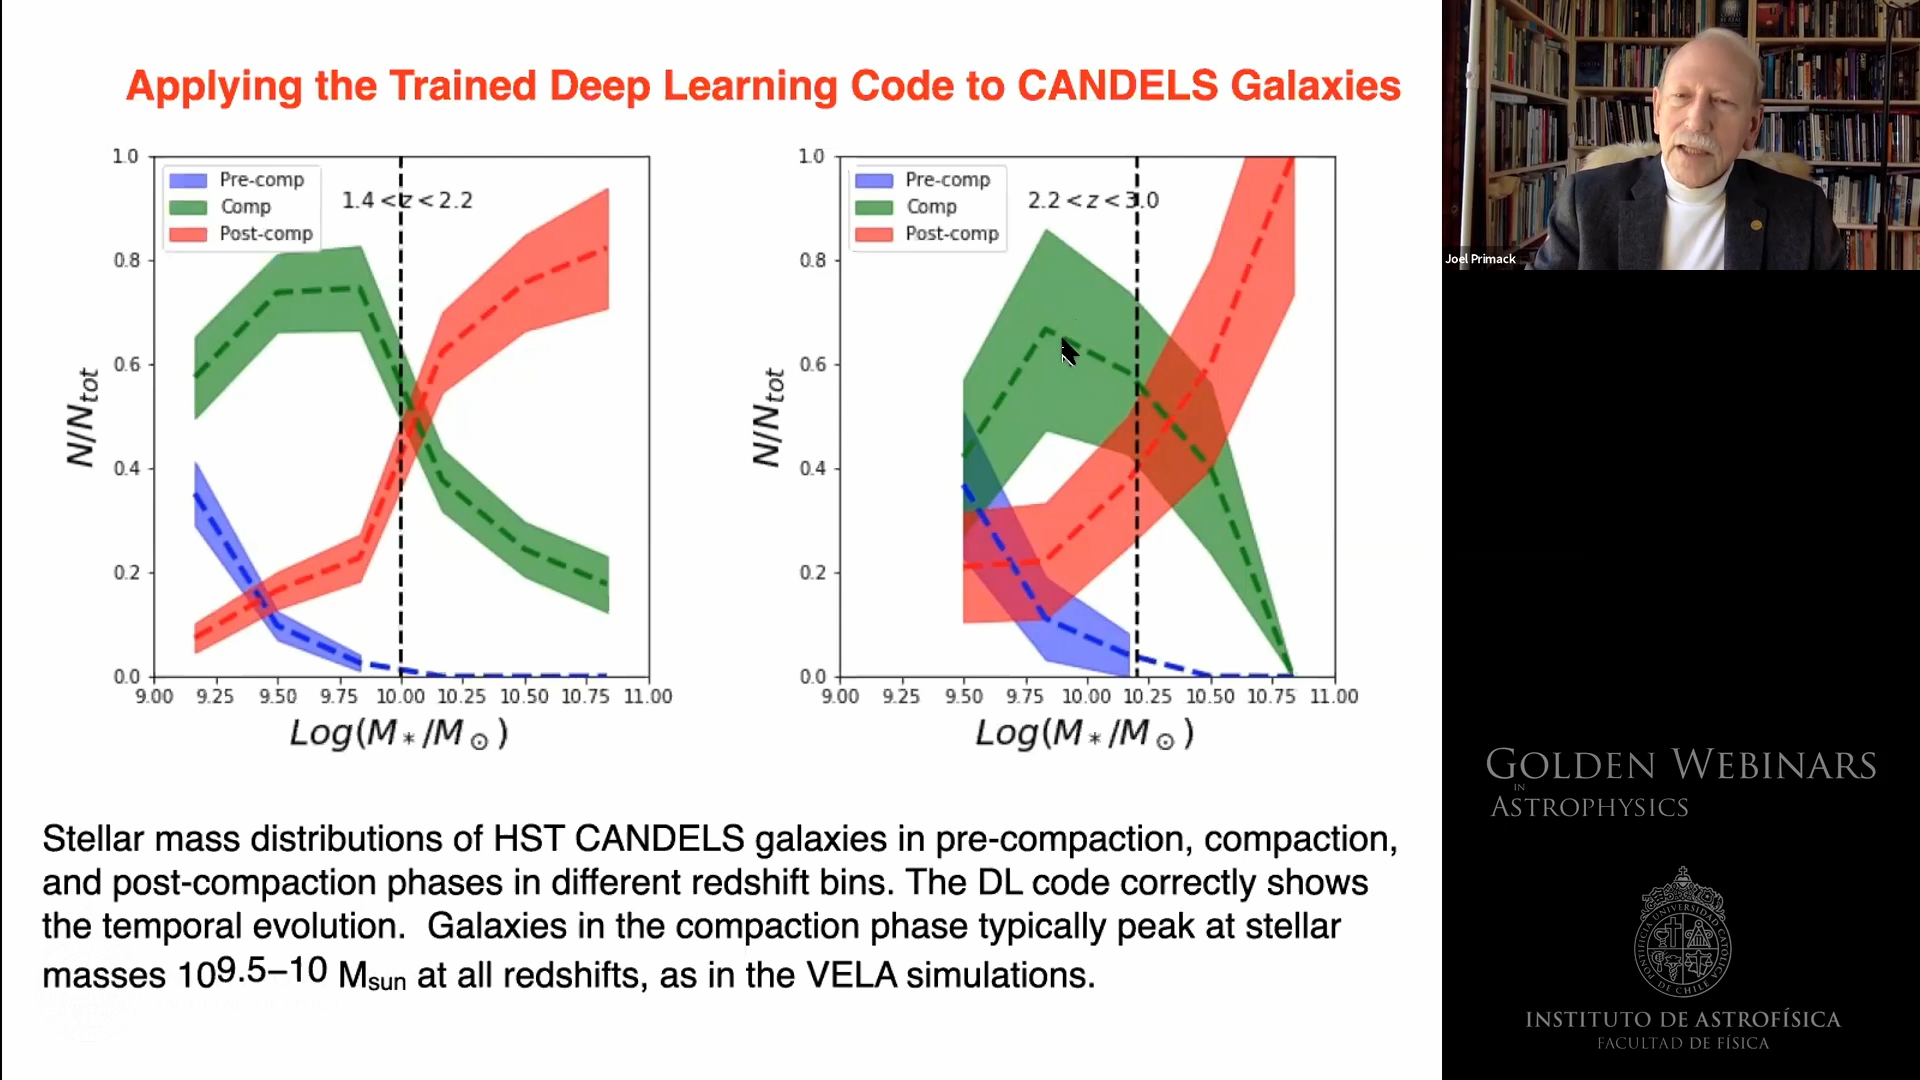 Applying the Trained Deep Learning Code to CANDELS Galaxies
1.0
0.8
0.6
0.4
0.2
0.0
N/N_tot
Pre-comp
Comp
Post-comp
1.4 < z < 2.2
9.00 9.25 9.50 9.75 10.00 10.25 10.50 10.75 11.00
Log(M∗/M⊙)
1.0
0.8
0.6
0.4
0.2
0.0
N/N_tot
Pre-comp
Comp
Post-comp
2.2 < z < 3.0
9.00 9.25 9.50 9.75 10.00 10.25 10.50 10.75 11.00
Log(M∗/M⊙)
Stellar mass distributions of HST CANDELS galaxies in pre-compaction, compaction,
and post-compaction phases in different redshift bins. The DL code correctly shows
the temporal evolution. Galaxies in the compaction phase typically peak at stellar
masses 10^9.5–10 Msun at all redshifts, as in the VELA simulations.
Joel Primack
GOLDEN WEBINARS
IN
ASTROPHYSICS
INSTITUTO DE ASTROFÍSICA
FACULTAD DE FÍSICA